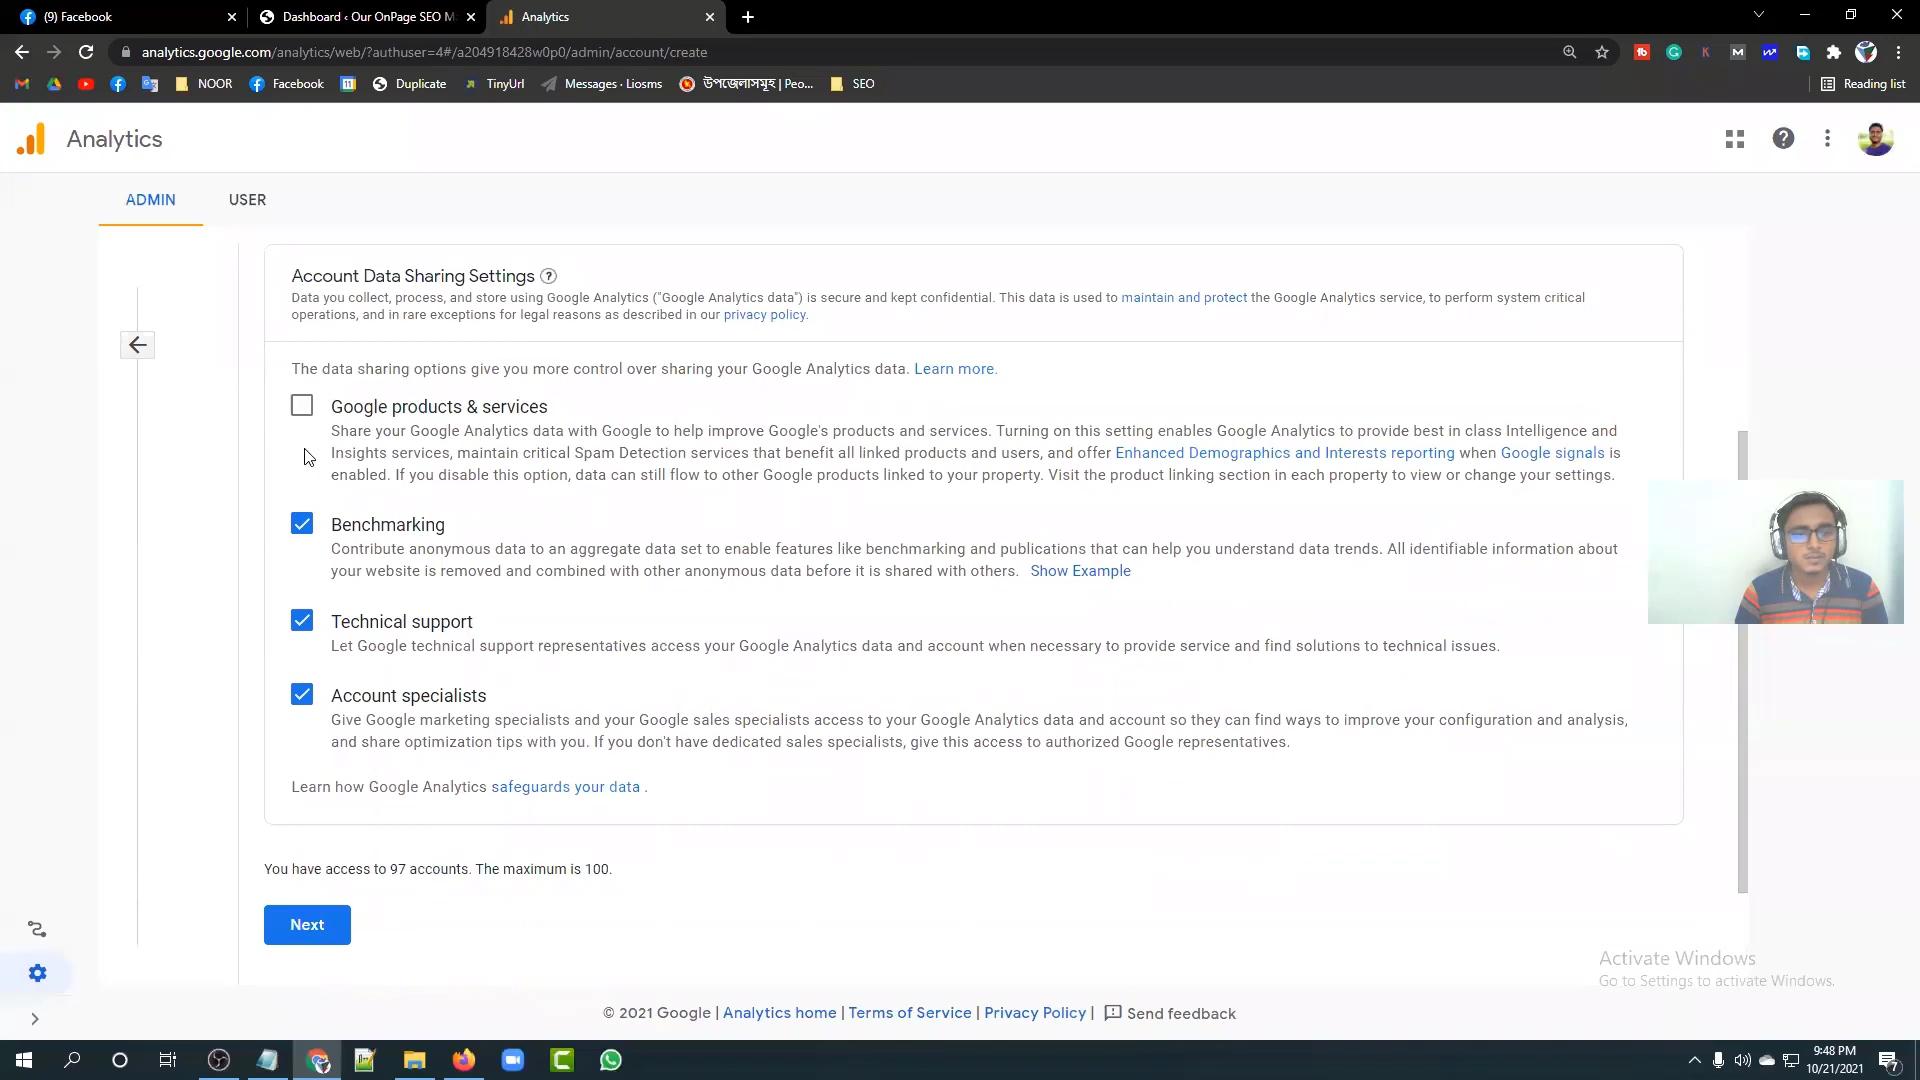 (9) Facebook
Dashboard ‹ Our OnPage SEO M
Analytics
analytics.google.com/analytics/web/?authuser=4#/a204918428w0p0/admin/account/create
NOOR
Facebook
Duplicate
TinyUrl
Messages · Liosms
উপজেলাসমূহ | Peo...
SEO
Reading list
Analytics
ADMIN
USER
Account Data Sharing Settings
Data you collect, process, and store using Google Analytics ("Google Analytics data") is secure and kept confidential. This data is used to maintain and protect the Google Analytics service, to perform system critical
operations, and in rare exceptions for legal reasons as described in our privacy policy.
The data sharing options give you more control over sharing your Google Analytics data. Learn more.
Google products & services
Share your Google Analytics data with Google to help improve Google's products and services. Turning on this setting enables Google Analytics to provide best in class Intelligence and
Insights services, maintain critical Spam Detection services that benefit all linked products and users, and offer Enhanced Demographics and Interests reporting when Google signals is
enabled. If you disable this option, data can still flow to other Google products linked to your property. Visit the product linking section in each property to view or change your settings.
Benchmarking
Contribute anonymous data to an aggregate data set to enable features like benchmarking and publications that can help you understand data trends. All identifiable information about
your website is removed and combined with other anonymous data before it is shared with others. Show Example
Technical support
Let Google technical support representatives access your Google Analytics data and account when necessary to provide service and find solutions to technical issues.
Account specialists
Give Google marketing specialists and your Google sales specialists access to your Google Analytics data and account so they can find ways to improve your configuration and analysis,
and share optimization tips with you. If you don't have dedicated sales specialists, give this access to authorized Google representatives.
Learn how Google Analytics safeguards your data .
You have access to 97 accounts. The maximum is 100.
Next
Activate Windows
Go to Settings to activate Windows.
© 2021 Google | Analytics home | Terms of Service | Privacy Policy | Send feedback
9:48 PM
10/21/2021
7